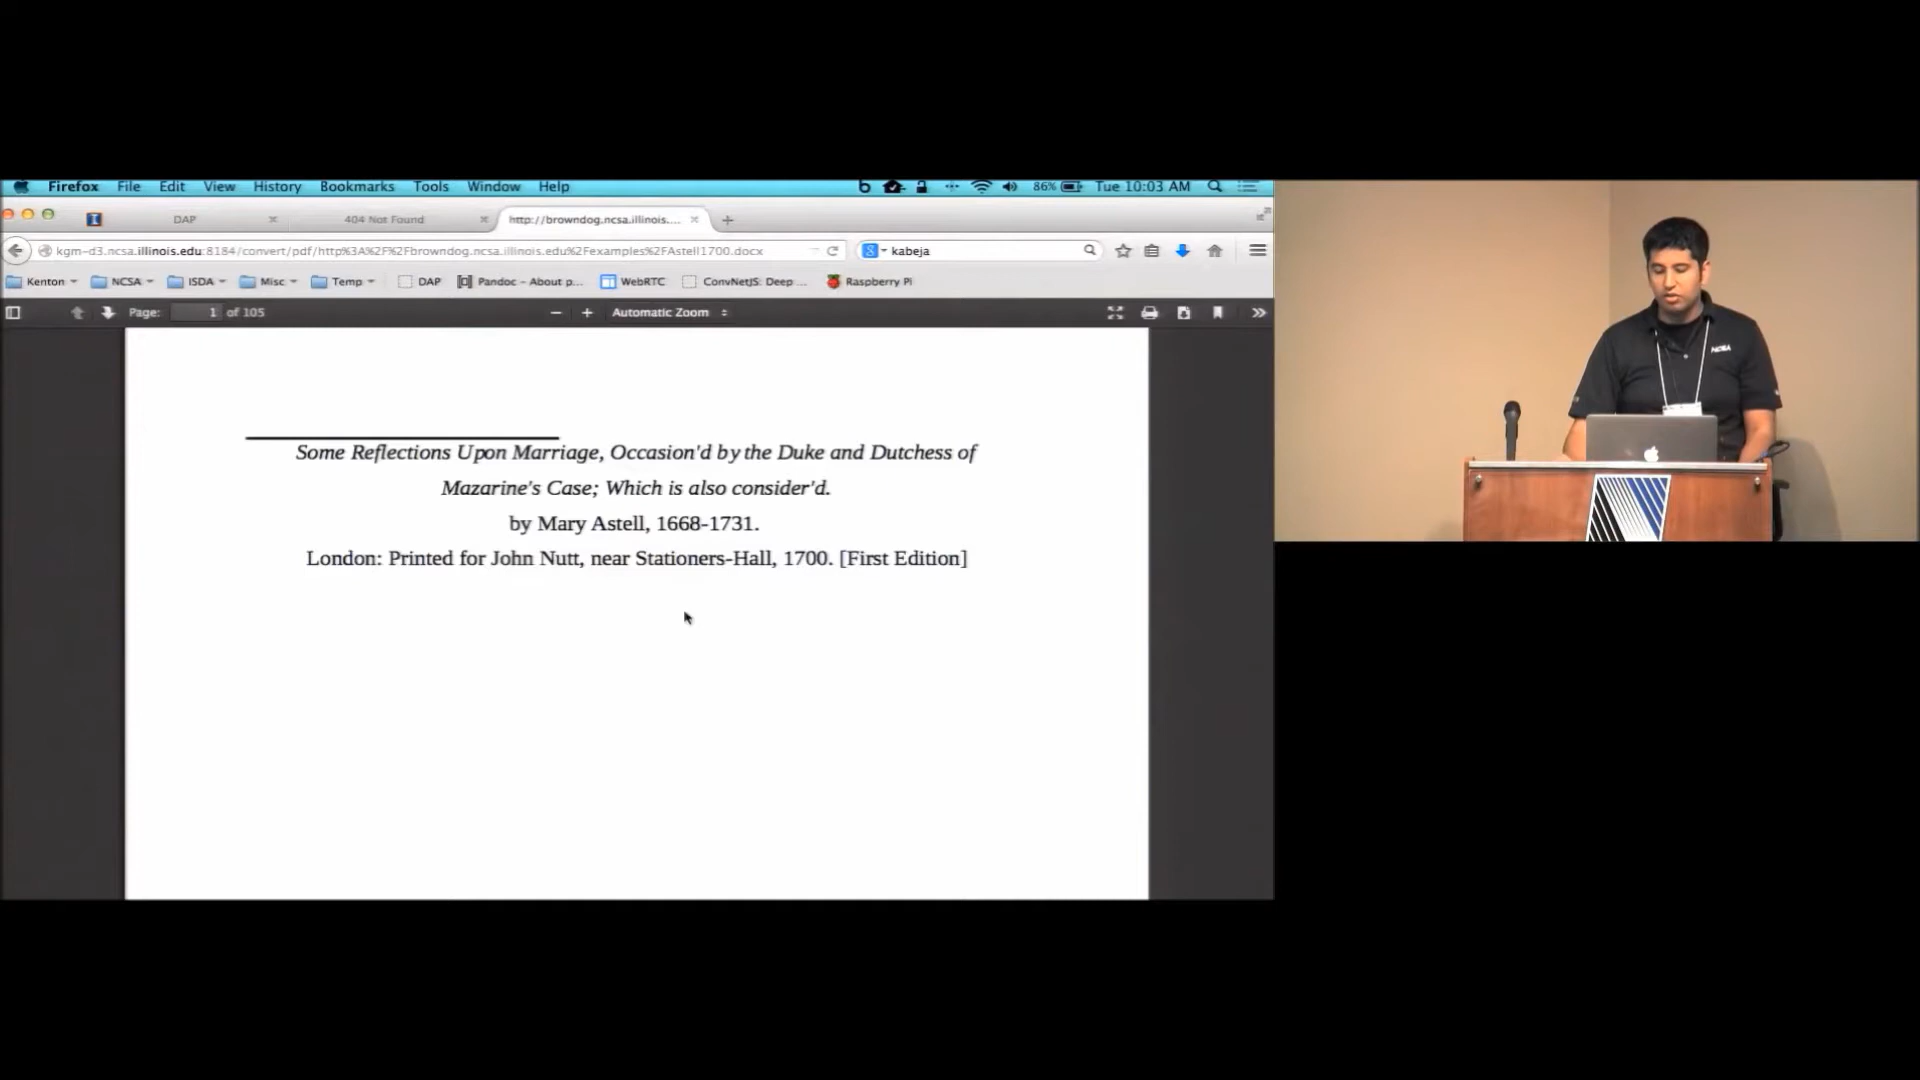 Firefox File Edit View History Bookmarks Tools Window Help 86% Tue 10:03 AM
DAP 404 Not Found http://browndog.ncsa.illinois....
kgm-d3.ncsa.illinois.edu:8184/convert/pdf/http%3A%2F%2Fbrowndog.ncsa.illinois.edu%2Fexamples%2FAstell1700.docx kabeja
Kenton NCSA ISDA Misc Temp DAP Pandoc - About p... WebRTC ConvNetJS: Deep ... Raspberry Pi
Page: 1 of 105 Automatic Zoom
Some Reflections Upon Marriage, Occasion'd by the Duke and Dutchess of
Mazarine's Case; Which is also consider'd.
by Mary Astell, 1668-1731.
London: Printed for John Nutt, near Stationers-Hall, 1700. [First Edition]
NCSA